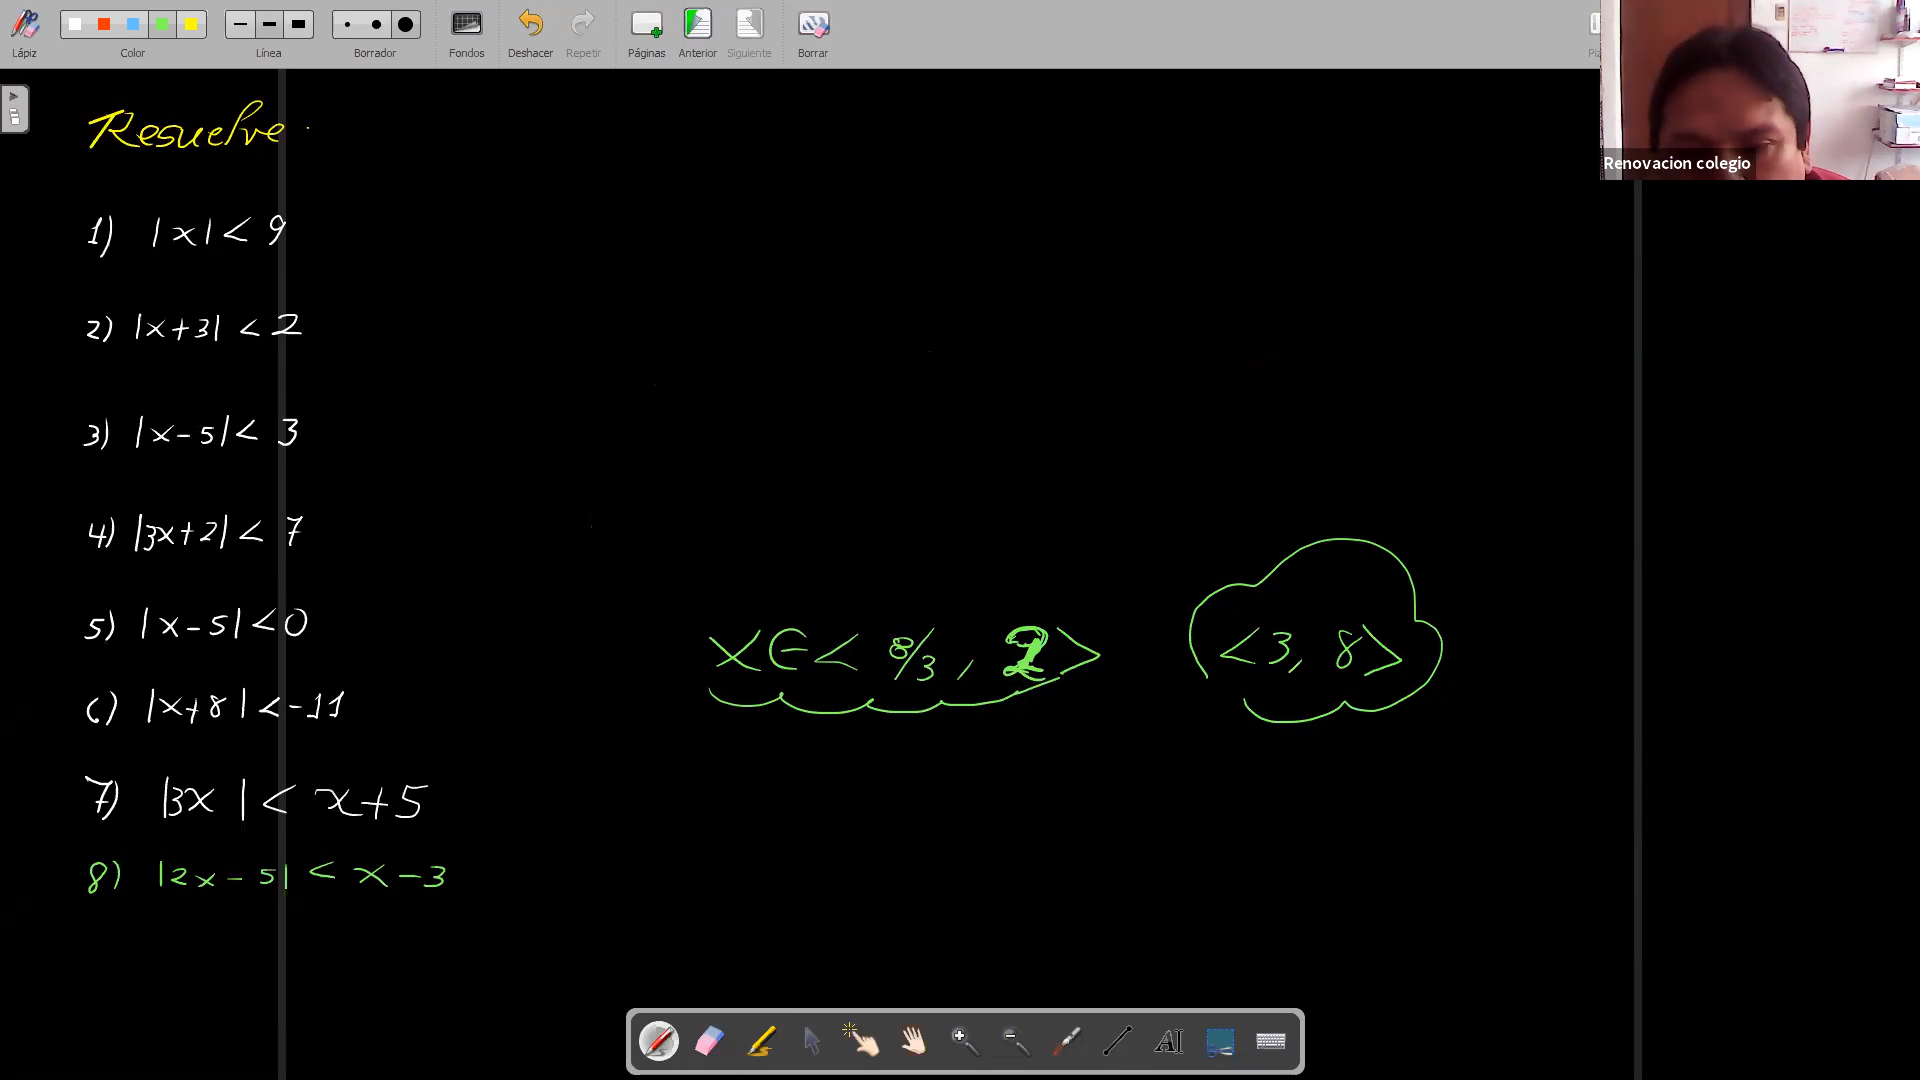 Lápiz Color Línea Borrador Fondos Deshacer Repetir Páginas Anterior Siguiente Borrar
Renovacion colegio
Resuelve
1) |x| < 9
2) |x+3| < 2
3) |x-5| < 3
4) |3x+2| < 7
5) |x-5| < 0
x∈< 8/3, 2>
<3, 8>
6) |x+8| < -11
7) |3x| < x+5
8) |2x-5| < x-3